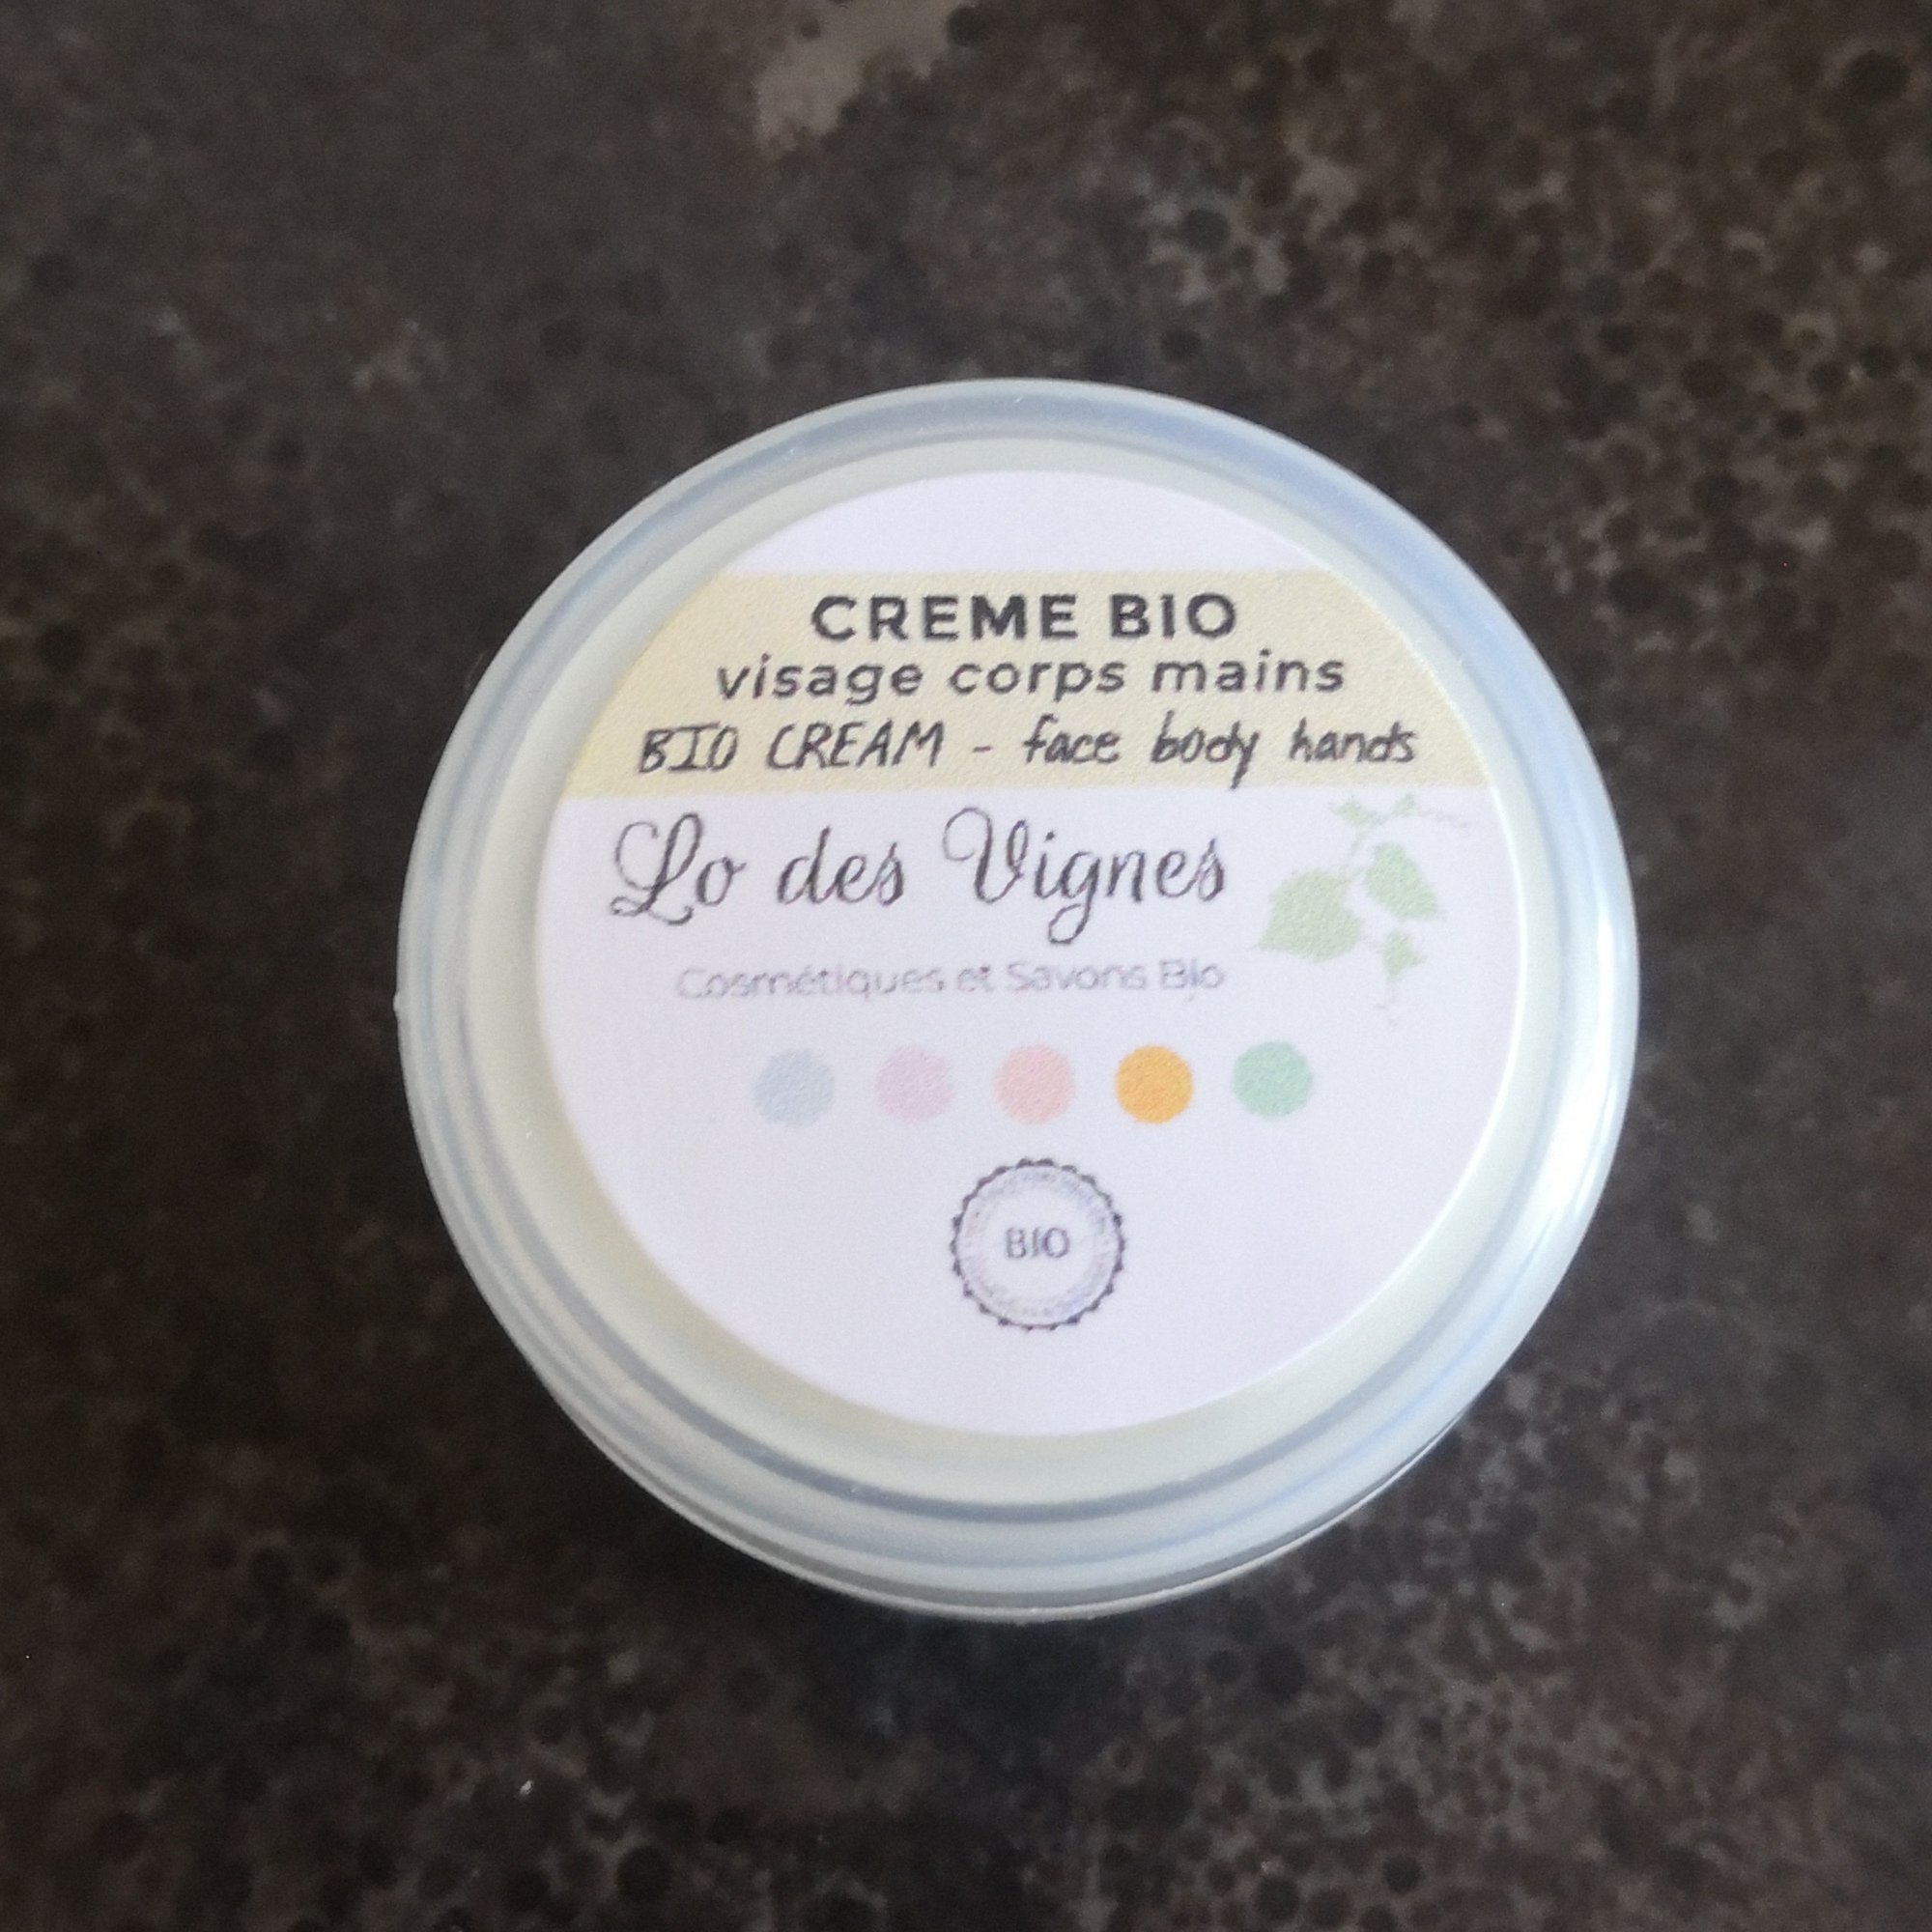 CREME BIO
visage corps mains
BIO CREAM - face body hands
Lo des Vignes
Cosmétiques et Savons Bio
BIO